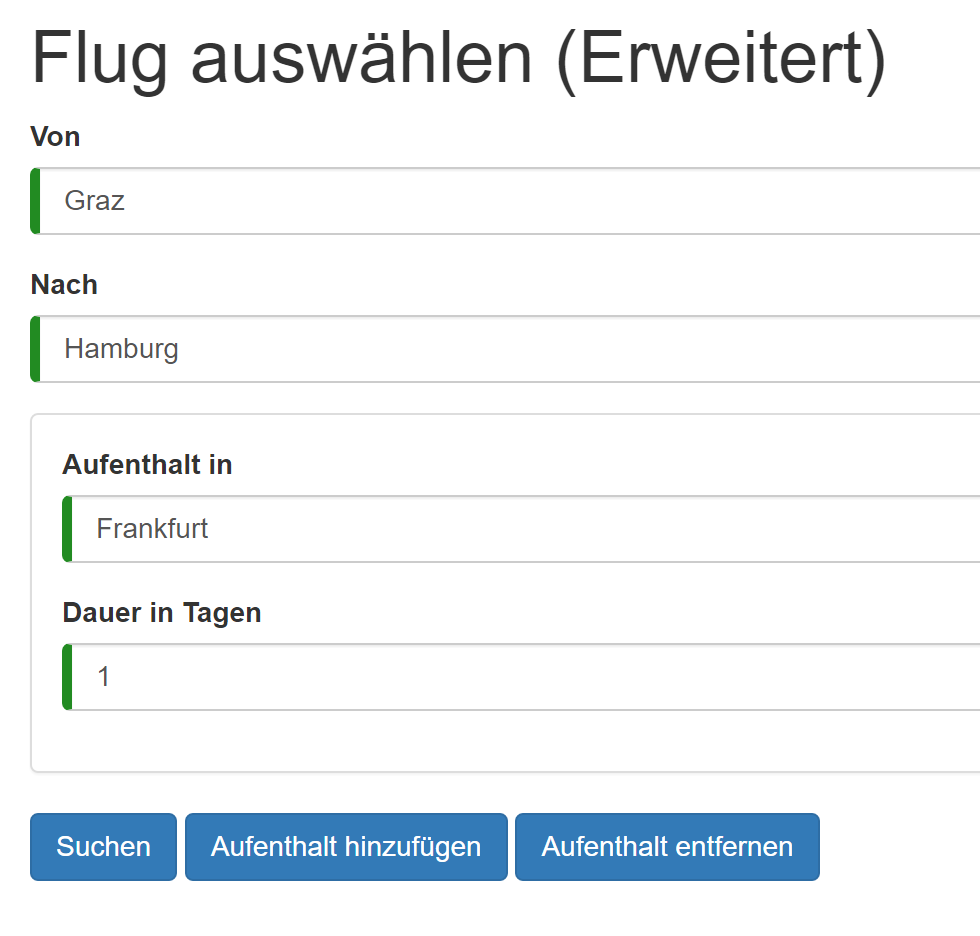 Flug auswählen (Erweitert)
Von
Graz
Nach
Hamburg
Aufenthalt in
Frankfurt
Dauer in Tagen
1
Suchen Aufenthalt hinzufügen Aufenthalt entfernen